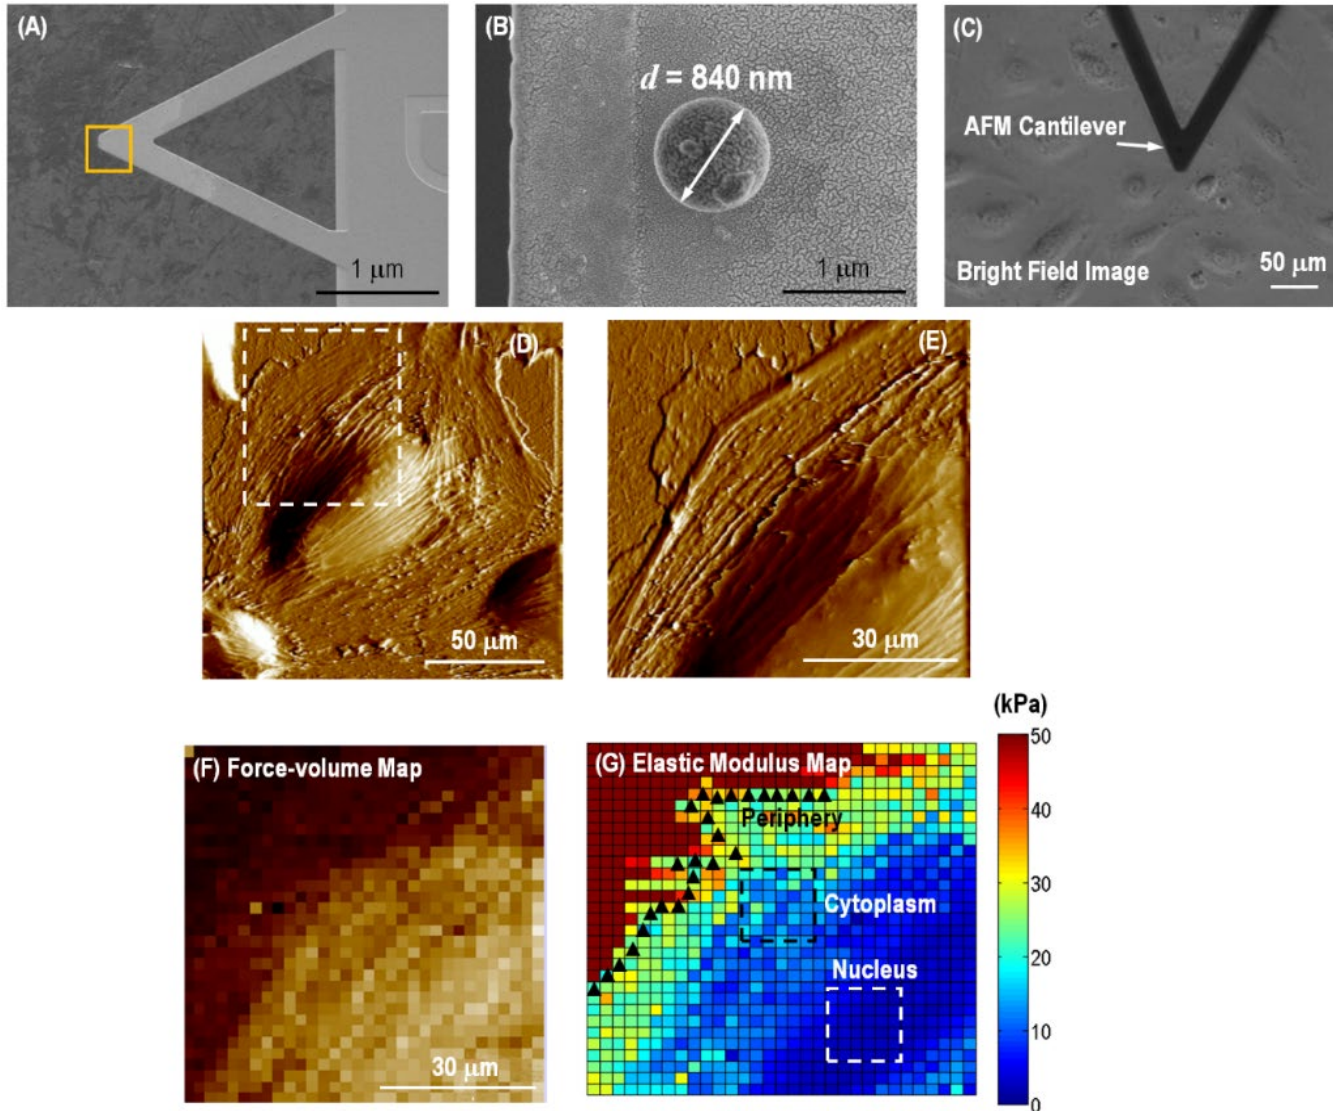 (A)
1 μm
(B)
d = 840 nm
1 μm
(C)
AFM Cantilever
Bright Field Image
50 μm
(D)
50 μm
(E)
30 μm
(F) Force-volume Map
30 μm
(G) Elastic Modulus Map
Periphery
Cytoplasm
Nucleus
(kPa)
50
40
30
20
10
0